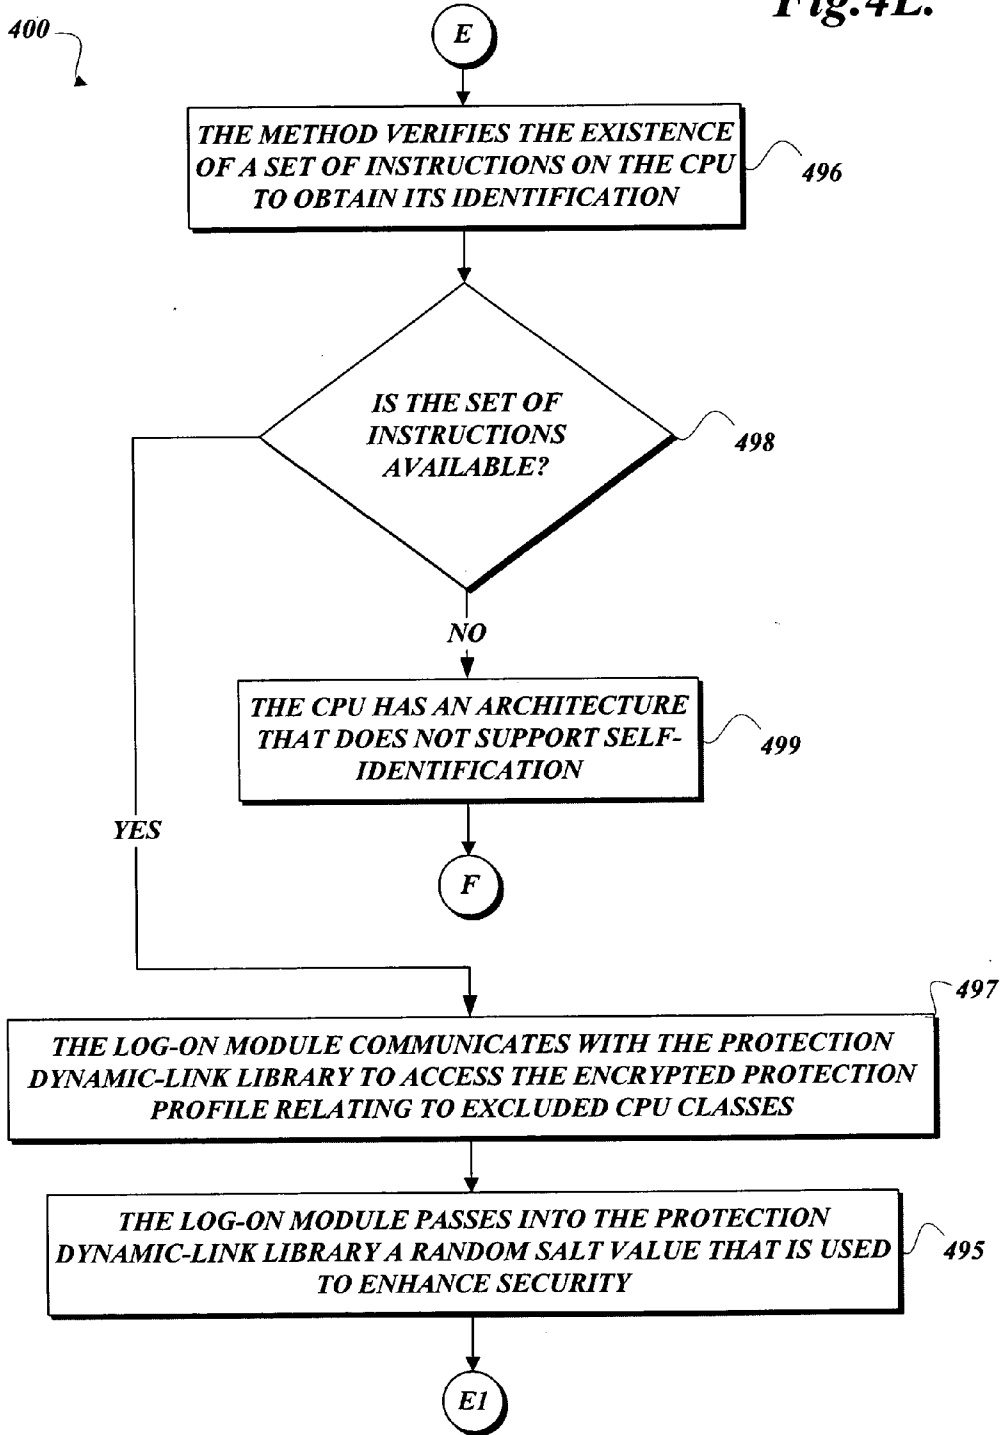 Fig.4L.
400
E
THE METHOD VERIFIES THE EXISTENCE
OF A SET OF INSTRUCTIONS ON THE CPU
TO OBTAIN ITS IDENTIFICATION
496
IS THE SET OF
INSTRUCTIONS
AVAILABLE?
498
NO
THE CPU HAS AN ARCHITECTURE
THAT DOES NOT SUPPORT SELF-
IDENTIFICATION
499
YES
F
497
THE LOG-ON MODULE COMMUNICATES WITH THE PROTECTION
DYNAMIC-LINK LIBRARY TO ACCESS THE ENCRYPTED PROTECTION
PROFILE RELATING TO EXCLUDED CPU CLASSES
THE LOG-ON MODULE PASSES INTO THE PROTECTION
DYNAMIC-LINK LIBRARY A RANDOM SALT VALUE THAT IS USED
TO ENHANCE SECURITY
495
E1